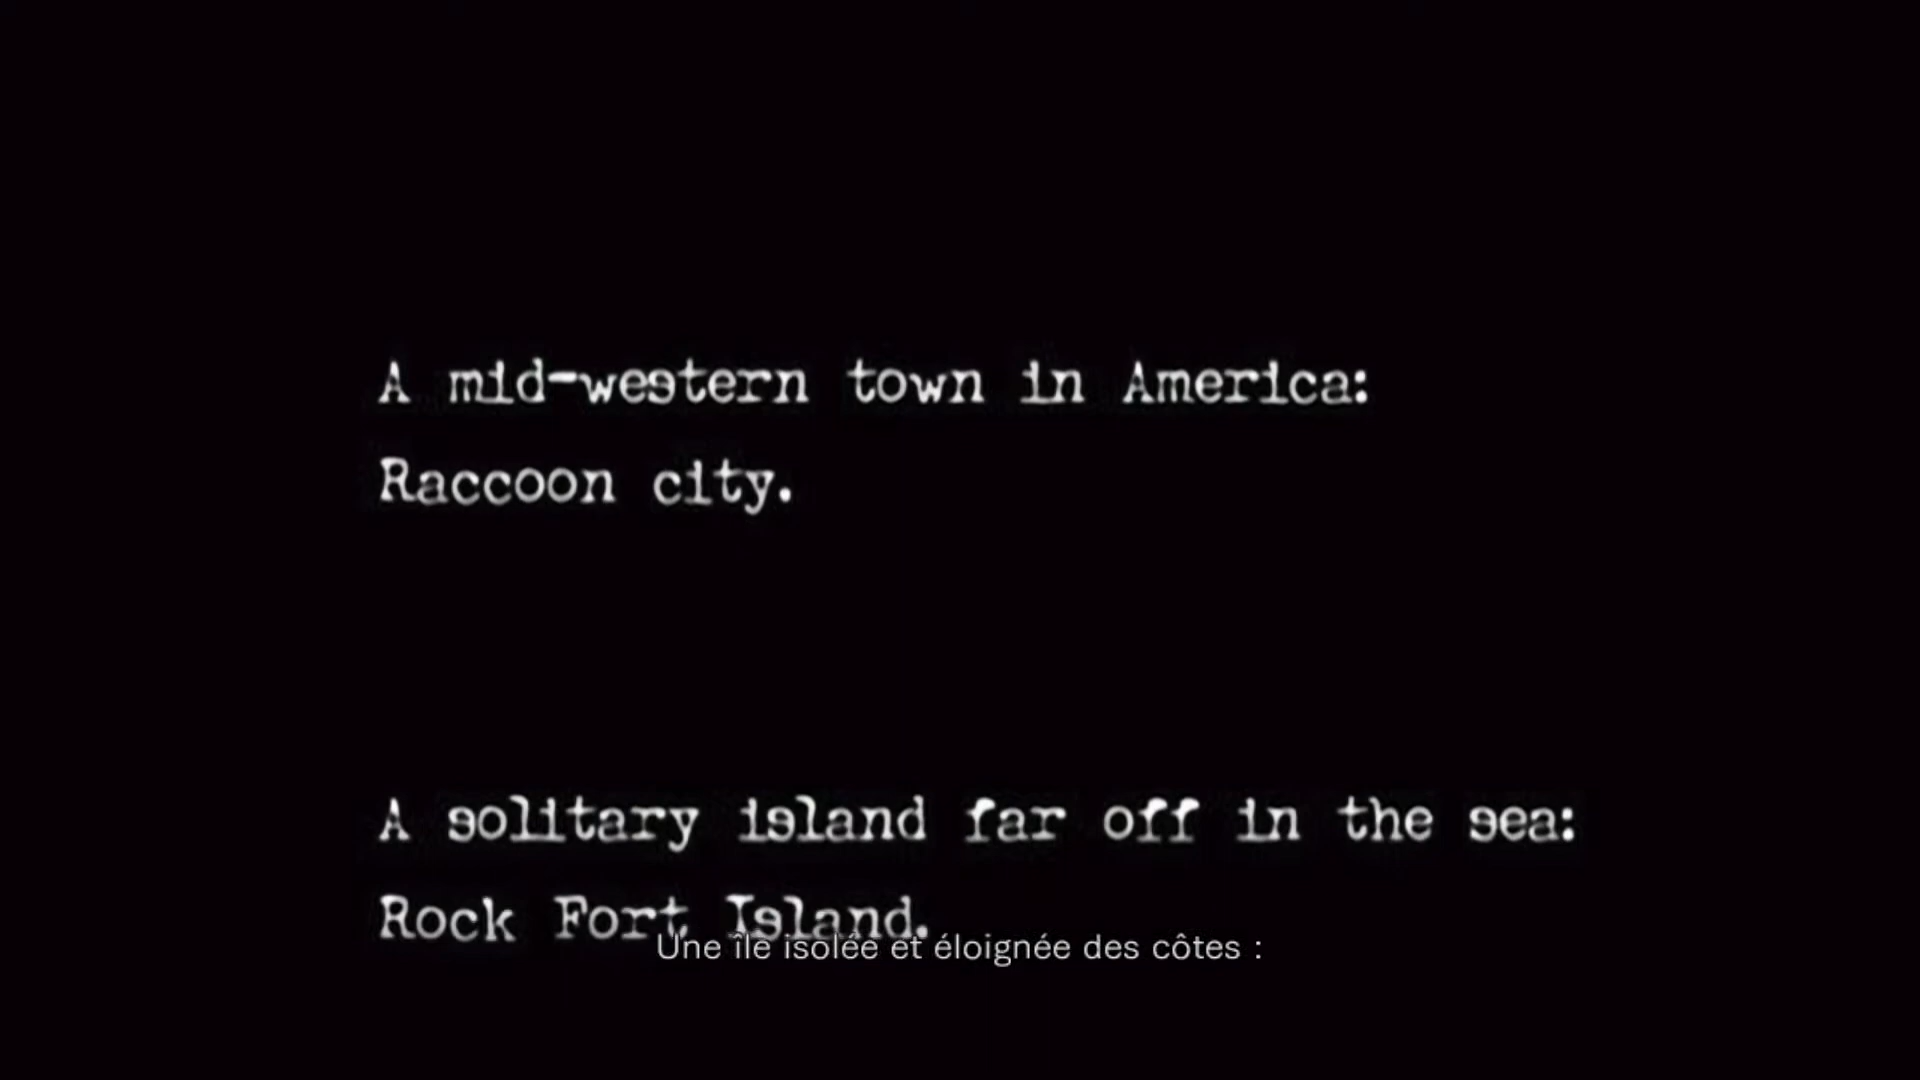 A mid-western town in America:
Raccoon city.
A solitary island far off in the sea:
Rock Fort Island.
Une île isolée et éloignée des côtes :